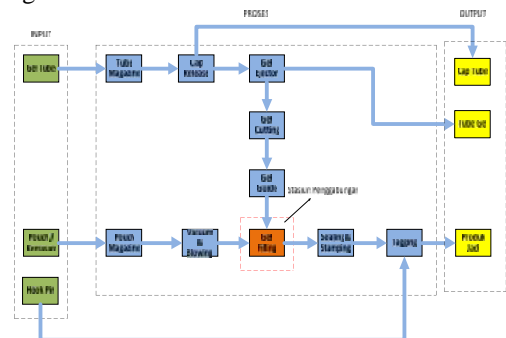 PROSES
OUTPUT
INPUT
Gel Tube
Tube
Magazine
Cap
Release
Gel
Ejector
Cap Tube
Gel
Cutting
Tube Gel
Gel
Guide
Stasiun Penggabungan
Pouch /
Pouch
Magazine
Vacuum
&
Blowing
Gel
Filling
Sealing &
Stamping
Tagging
Produk
Jadi
Hook Pin